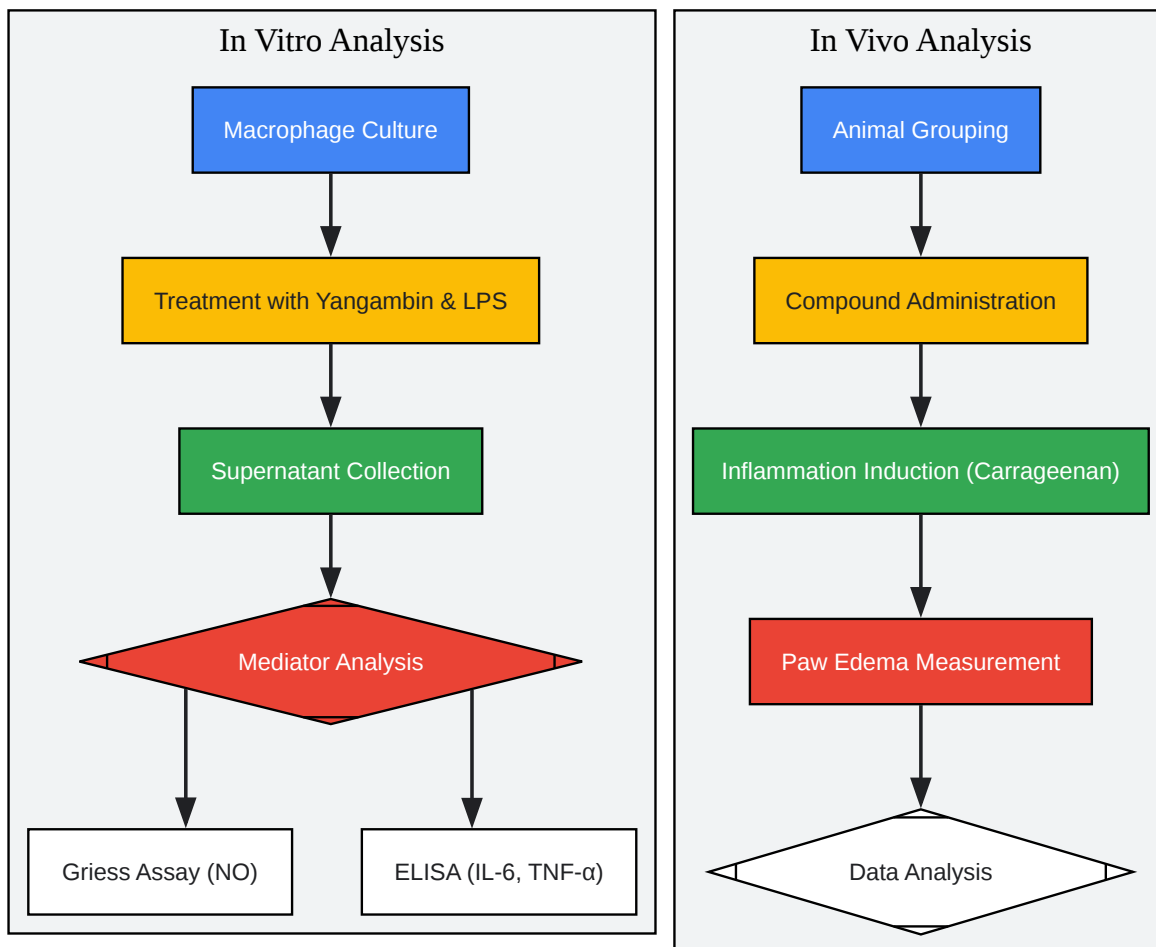 In Vitro Analysis
Macrophage Culture
Treatment with Yangambin & LPS
Supernatant Collection
Mediator Analysis
Griess Assay (NO)
ELISA (IL-6, TNF-α)
In Vivo Analysis
Animal Grouping
Compound Administration
Inflammation Induction (Carrageenan)
Paw Edema Measurement
Data Analysis